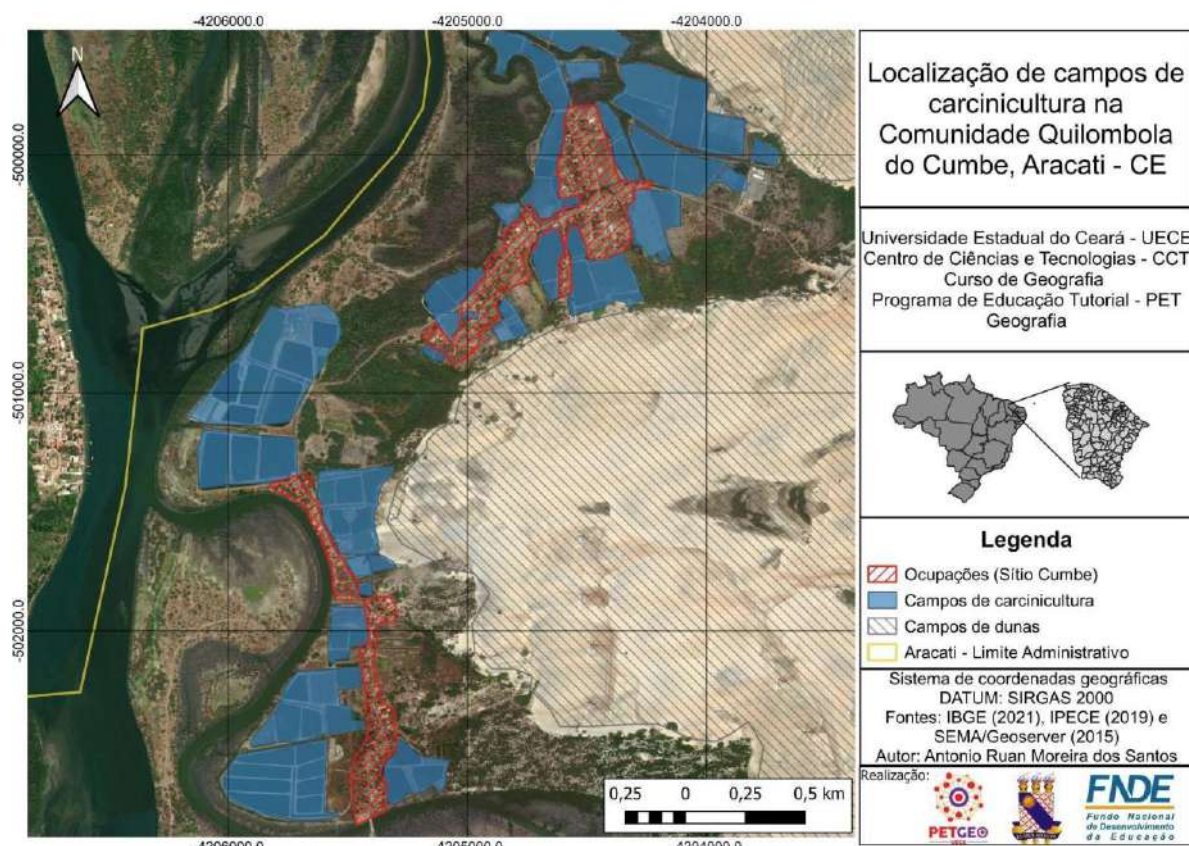 -4206000.0
-4205000.0
-4204000.0
N
-500000.0
-501000.0
-502000.0
0,25 0 0,25 0,5 km
-4206000.0
-4205000.0
-4204000.0
Localização de campos de
carcinicultura na
Comunidade Quilombola
do Cumbe, Aracati - CE
Universidade Estadual do Ceará - UECE
Centro de Ciências e Tecnologias - CCT
Curso de Geografia
Programa de Educação Tutorial - PET
Geografia
Legenda
Ocupações (Sítio Cumbe)
Campos de carcinicultura
Campos de dunas
Aracati - Limite Administrativo
Sistema de coordenadas geográficas
DATUM: SIRGAS 2000
Fontes: IBGE (2021), IPECE (2019) e
SEMA/Geoserver (2015)
Autor: Antonio Ruan Moreira dos Santos
Realização:
PETGEO
UECE
FNDE
Fundo Nacional
de Desenvolvimento
da Educação